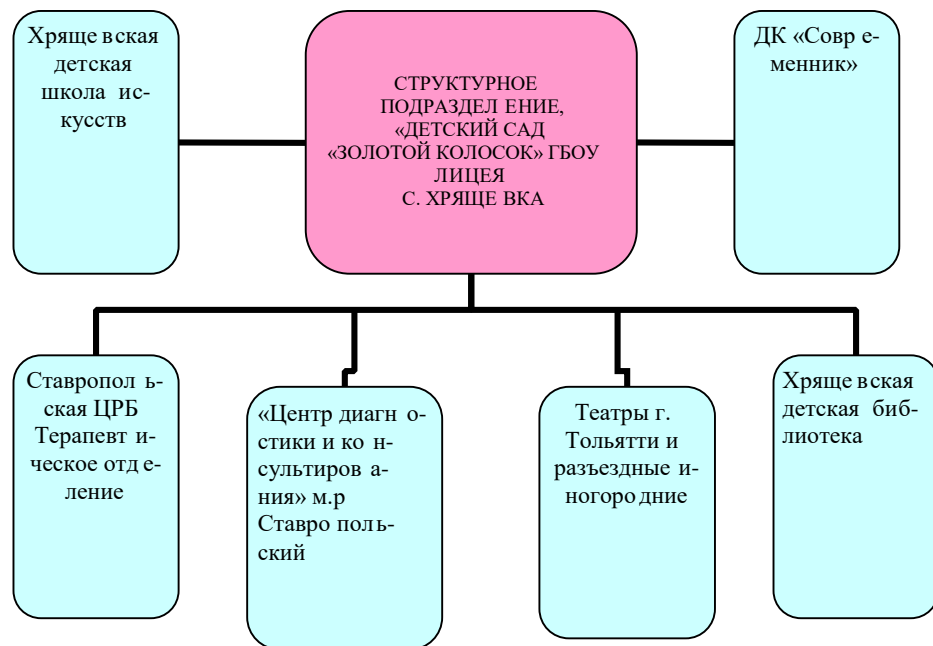 Хряще вская
детская
школа ис-
кусств
СТРУКТУРНОЕ
ПОДРАЗДЕЛ ЕНИЕ,
«ДЕТСКИЙ САД
«ЗОЛОТОЙ КОЛОСОК» ГБОУ
ЛИЦЕЯ
С. ХРЯЩЕ ВКА
ДК «Совр е-
менник»
Ставропол ь-
ская ЦРБ
Терапевт и-
ческое отд е-
ление
«Центр диагн о-
стики и ко н-
сультиров а-
ния» м.р
Ставро поль-
ский
Театры г.
Тольятти и
разъездные и-
ногоро дние
Хряще вская
детская биб-
лиотека